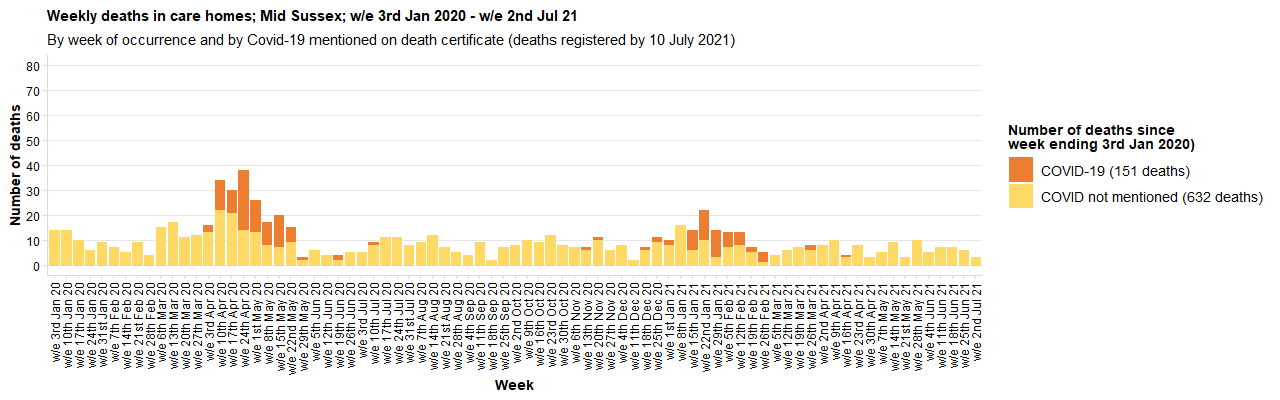 Weekly deaths in care homes; Mid Sussex; w/e 3rd Jan 2020 - w/e 2nd Jul 21
By week of occurrence and by Covid-19 mentioned on death certificate (deaths registered by 10 July 2021)
Number of deaths
80
70
60
50
40
30
20
10
0
w/e 3rd Jan 20
w/e 10th Jan 20
w/e 17th Jan 20
w/e 24th Jan 20
w/e 31st Jan 20
w/e 7th Feb 20
w/e 14th Feb 20
w/e 21st Feb 20
w/e 28th Feb 20
w/e 6th Mar 20
w/e 13th Mar 20
w/e 20th Mar 20
w/e 27th Mar 20
w/e 3rd Apr 20
w/e 10th Apr 20
w/e 17th Apr 20
w/e 24th Apr 20
w/e 1st May 20
w/e 8th May 20
w/e 15th May 20
w/e 22nd May 20
w/e 29th May 20
w/e 5th Jun 20
w/e 12th Jun 20
w/e 19th Jun 20
w/e 26th Jun 20
w/e 3rd Jul 20
w/e 10th Jul 20
w/e 17th Jul 20
w/e 24th Jul 20
w/e 31st Jul 20
w/e 7th Aug 20
w/e 14th Aug 20
w/e 21st Aug 20
w/e 28th Aug 20
w/e 4th Sep 20
w/e 11th Sep 20
w/e 18th Sep 20
w/e 25th Sep 20
w/e 2nd Oct 20
w/e 9th Oct 20
w/e 16th Oct 20
w/e 23rd Oct 20
w/e 30th Oct 20
w/e 6th Nov 20
w/e 13th Nov 20
w/e 20th Nov 20
w/e 27th Nov 20
w/e 4th Dec 20
w/e 11th Dec 20
w/e 18th Dec 20
w/e 25th Dec 20
w/e 1st Jan 21
w/e 8th Jan 21
w/e 15th Jan 21
w/e 22nd Jan 21
w/e 29th Jan 21
w/e 5th Feb 21
w/e 12th Feb 21
w/e 19th Feb 21
w/e 26th Feb 21
w/e 5th Mar 21
w/e 12th Mar 21
w/e 19th Mar 21
w/e 26th Mar 21
w/e 2nd Apr 21
w/e 9th Apr 21
w/e 16th Apr 21
w/e 23rd Apr 21
w/e 30th Apr 21
w/e 7th May 21
w/e 14th May 21
w/e 21st May 21
w/e 28th May 21
w/e 4th Jun 21
w/e 11th Jun 21
w/e 18th Jun 21
w/e 25th Jun 21
w/e 2nd Jul 21
Week
Number of deaths since
week ending 3rd Jan 2020)
COVID-19 (151 deaths)
COVID not mentioned (632 deaths)